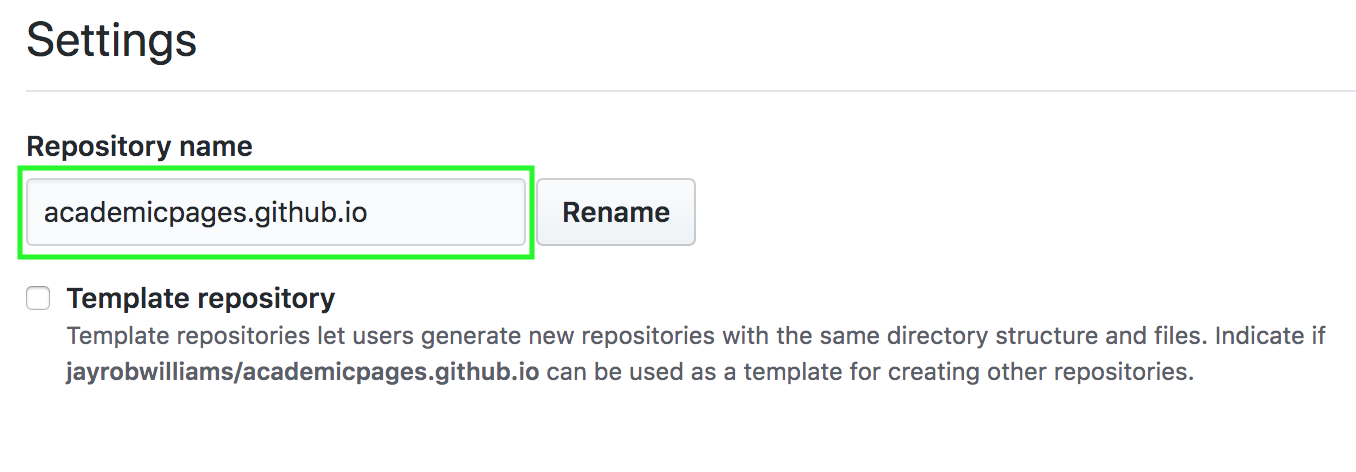 Settings
Repository name
academicpages.github.io
Rename
Template repository
Template repositories let users generate new repositories with the same directory structure and files. Indicate if
jayrobwilliams/academicpages.github.io can be used as a template for creating other repositories.